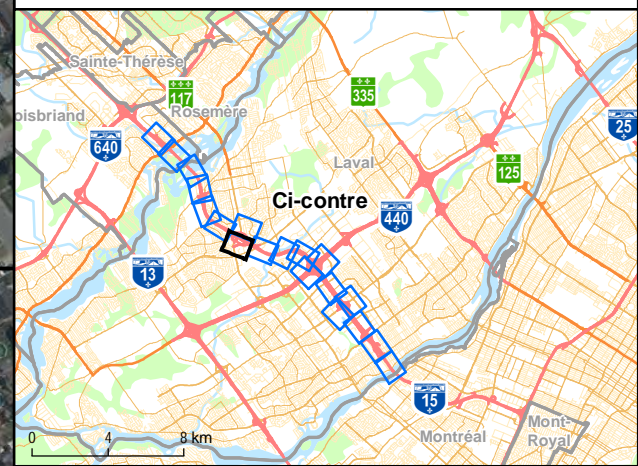 Sainte-Thérèse
117
335
oisbriand
Rosemère
25
640
Laval
125
Ci-contre
440
13
15
Mont-
Royal
Montréal
0 4 8 km